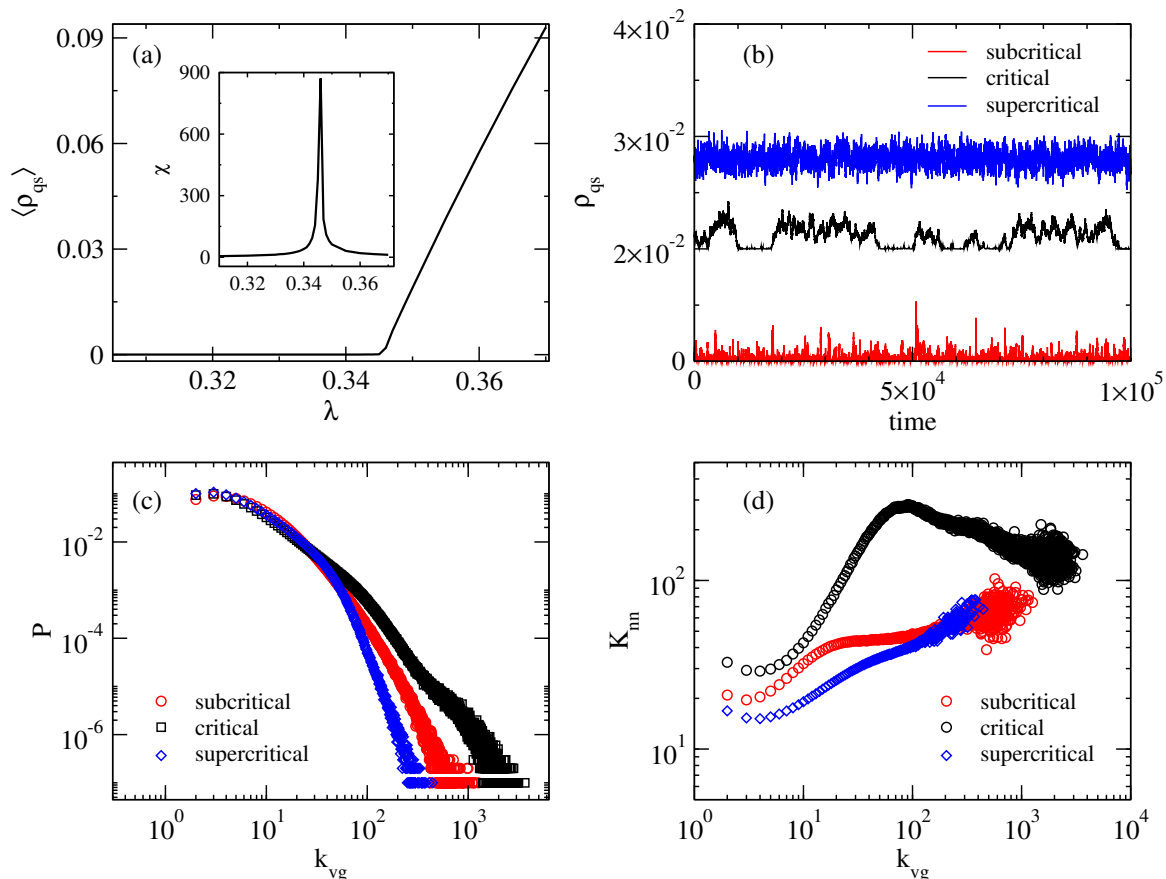 (a)
0.09
0.06
0.03
0
⟨ρqs⟩
0.32
0.34
0.36
λ
900
600
300
0
χ
0.32
0.34
0.36
(b)
subcritical
critical
supercritical
4×10⁻²
3×10⁻²
2×10⁻²
0
ρqs
0
5×10⁴
1×10⁵
time
(c)
10⁻²
10⁻⁴
10⁻⁶
P
subcritical
critical
supercritical
10⁰
10¹
10²
10³
kvg
(d)
10²
10¹
Knn
subcritical
critical
supercritical
10⁰
10¹
10²
10³
10⁴
kvg